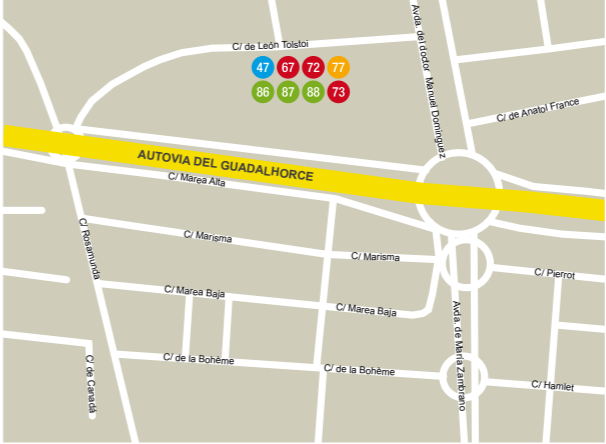 C/ de León Tolstoi
47 67 72 77
86 87 88 73
Avda. del doctor Manuel Domínguez
C/ de Anatol France
AUTOVIA DEL GUADALHORCE
C/ Marea Alta
C/ Rosamunda
C/ Marisma
C/ Marisma
C/ Pierrot
C/ Marea Baja
C/ Marea Baja
Avda. de María Zambrano
C/ de la Bohème
C/ de la Bohème
C/ de Canadá
C/ Hamlet